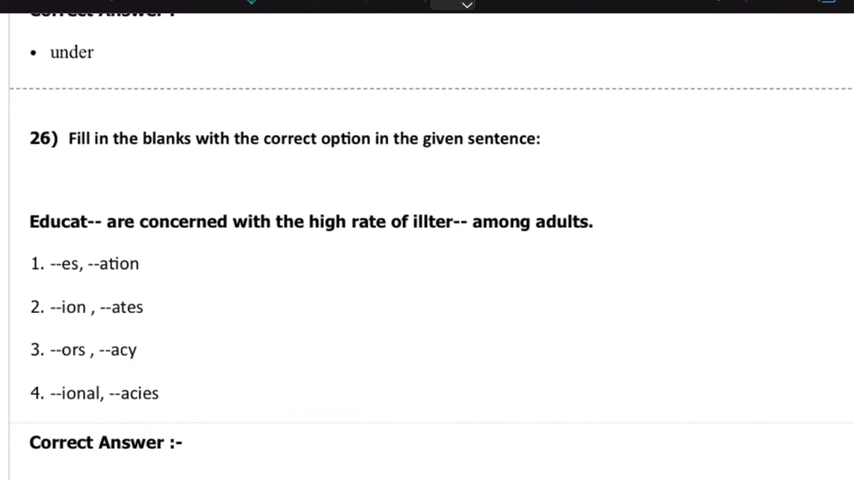 Correct Answer :
• under
26) Fill in the blanks with the correct option in the given sentence:
Educat-- are concerned with the high rate of illter-- among adults.
1. --es, --ation
2. --ion , --ates
3. --ors , --acy
4. --ional, --acies
Correct Answer :-